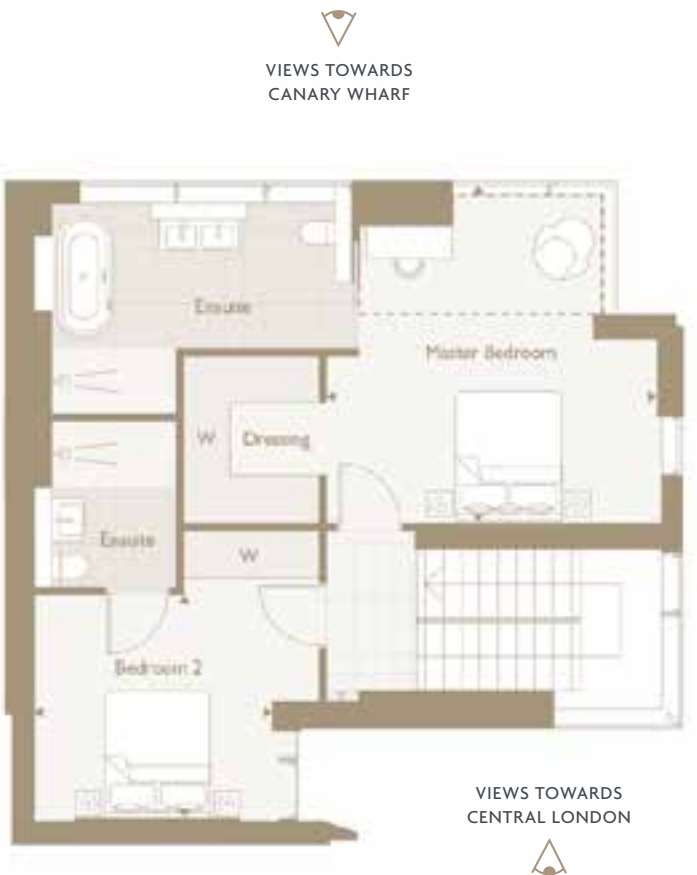 VIEWS TOWARDS
CANARY WHARF
Ensuite
Master Bedroom
W
Dressing
Ensuite
W
Bedroom 2
VIEWS TOWARDS
CENTRAL LONDON